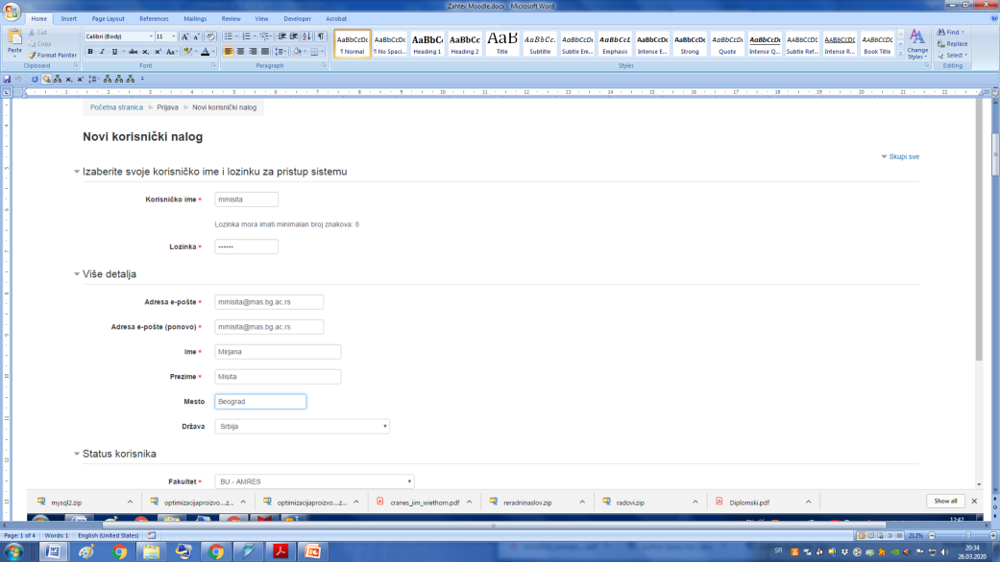 Zahtev Moodle.docx - Microsoft Word
Home Insert Page Layout References Mailings Review View Developer Acrobat
Paste Cut Copy Format Painter Clipboard
Calibri (Body) 11
Font Paragraph
AaBbCcDc ¶ Normal
AaBbCcDc ¶ No Spaci...
AaBbC Heading 1
AaBbCc Heading 2
AaB Title
AaBbCc. Subtitle
AaBbCcDc Subtle Em...
AaBbCcL Emphasis
AaBbCcDc Intense E...
AaBbCcDc Strong
AaBbCcDc Quote
AaBbCcDc Intense Q...
AaBbCcDc Subtle Ref...
AaBbCcDc Intense R...
AaBbCcDc Book Title
Change Styles
Styles
Find Replace Select Editing
Početna stranica Prijava Novi korisnički nalog
Novi korisnički nalog
Skupi sve
Izaberite svoje korisničko ime i lozinku za pristup sistemu
Korisničko ime * mmisita
Lozinka mora imati minimalan broj znakova: 8
Lozinka * ••••••
Više detalja
Adresa e-pošte * mmisita@mas.bg.ac.rs
Adresa e-pošte (ponovo) * mmisita@mas.bg.ac.rs
Ime * Mirjana
Prezime * Misita
Mesto Beograd
Država Srbija
Status korisnika
Fakultet * BU - AMRES
mysql2.zip optimizacijaproizvo....z... optimizacijaproizvo....z... cranes_jim_wiethorn.pdf reradninaslov.zip radovi.zip Diplomski.pdf Show all
12:42
Page: 1 of 4 Words: 1 English (United States) 212%
SR 20:34
26.03.2020